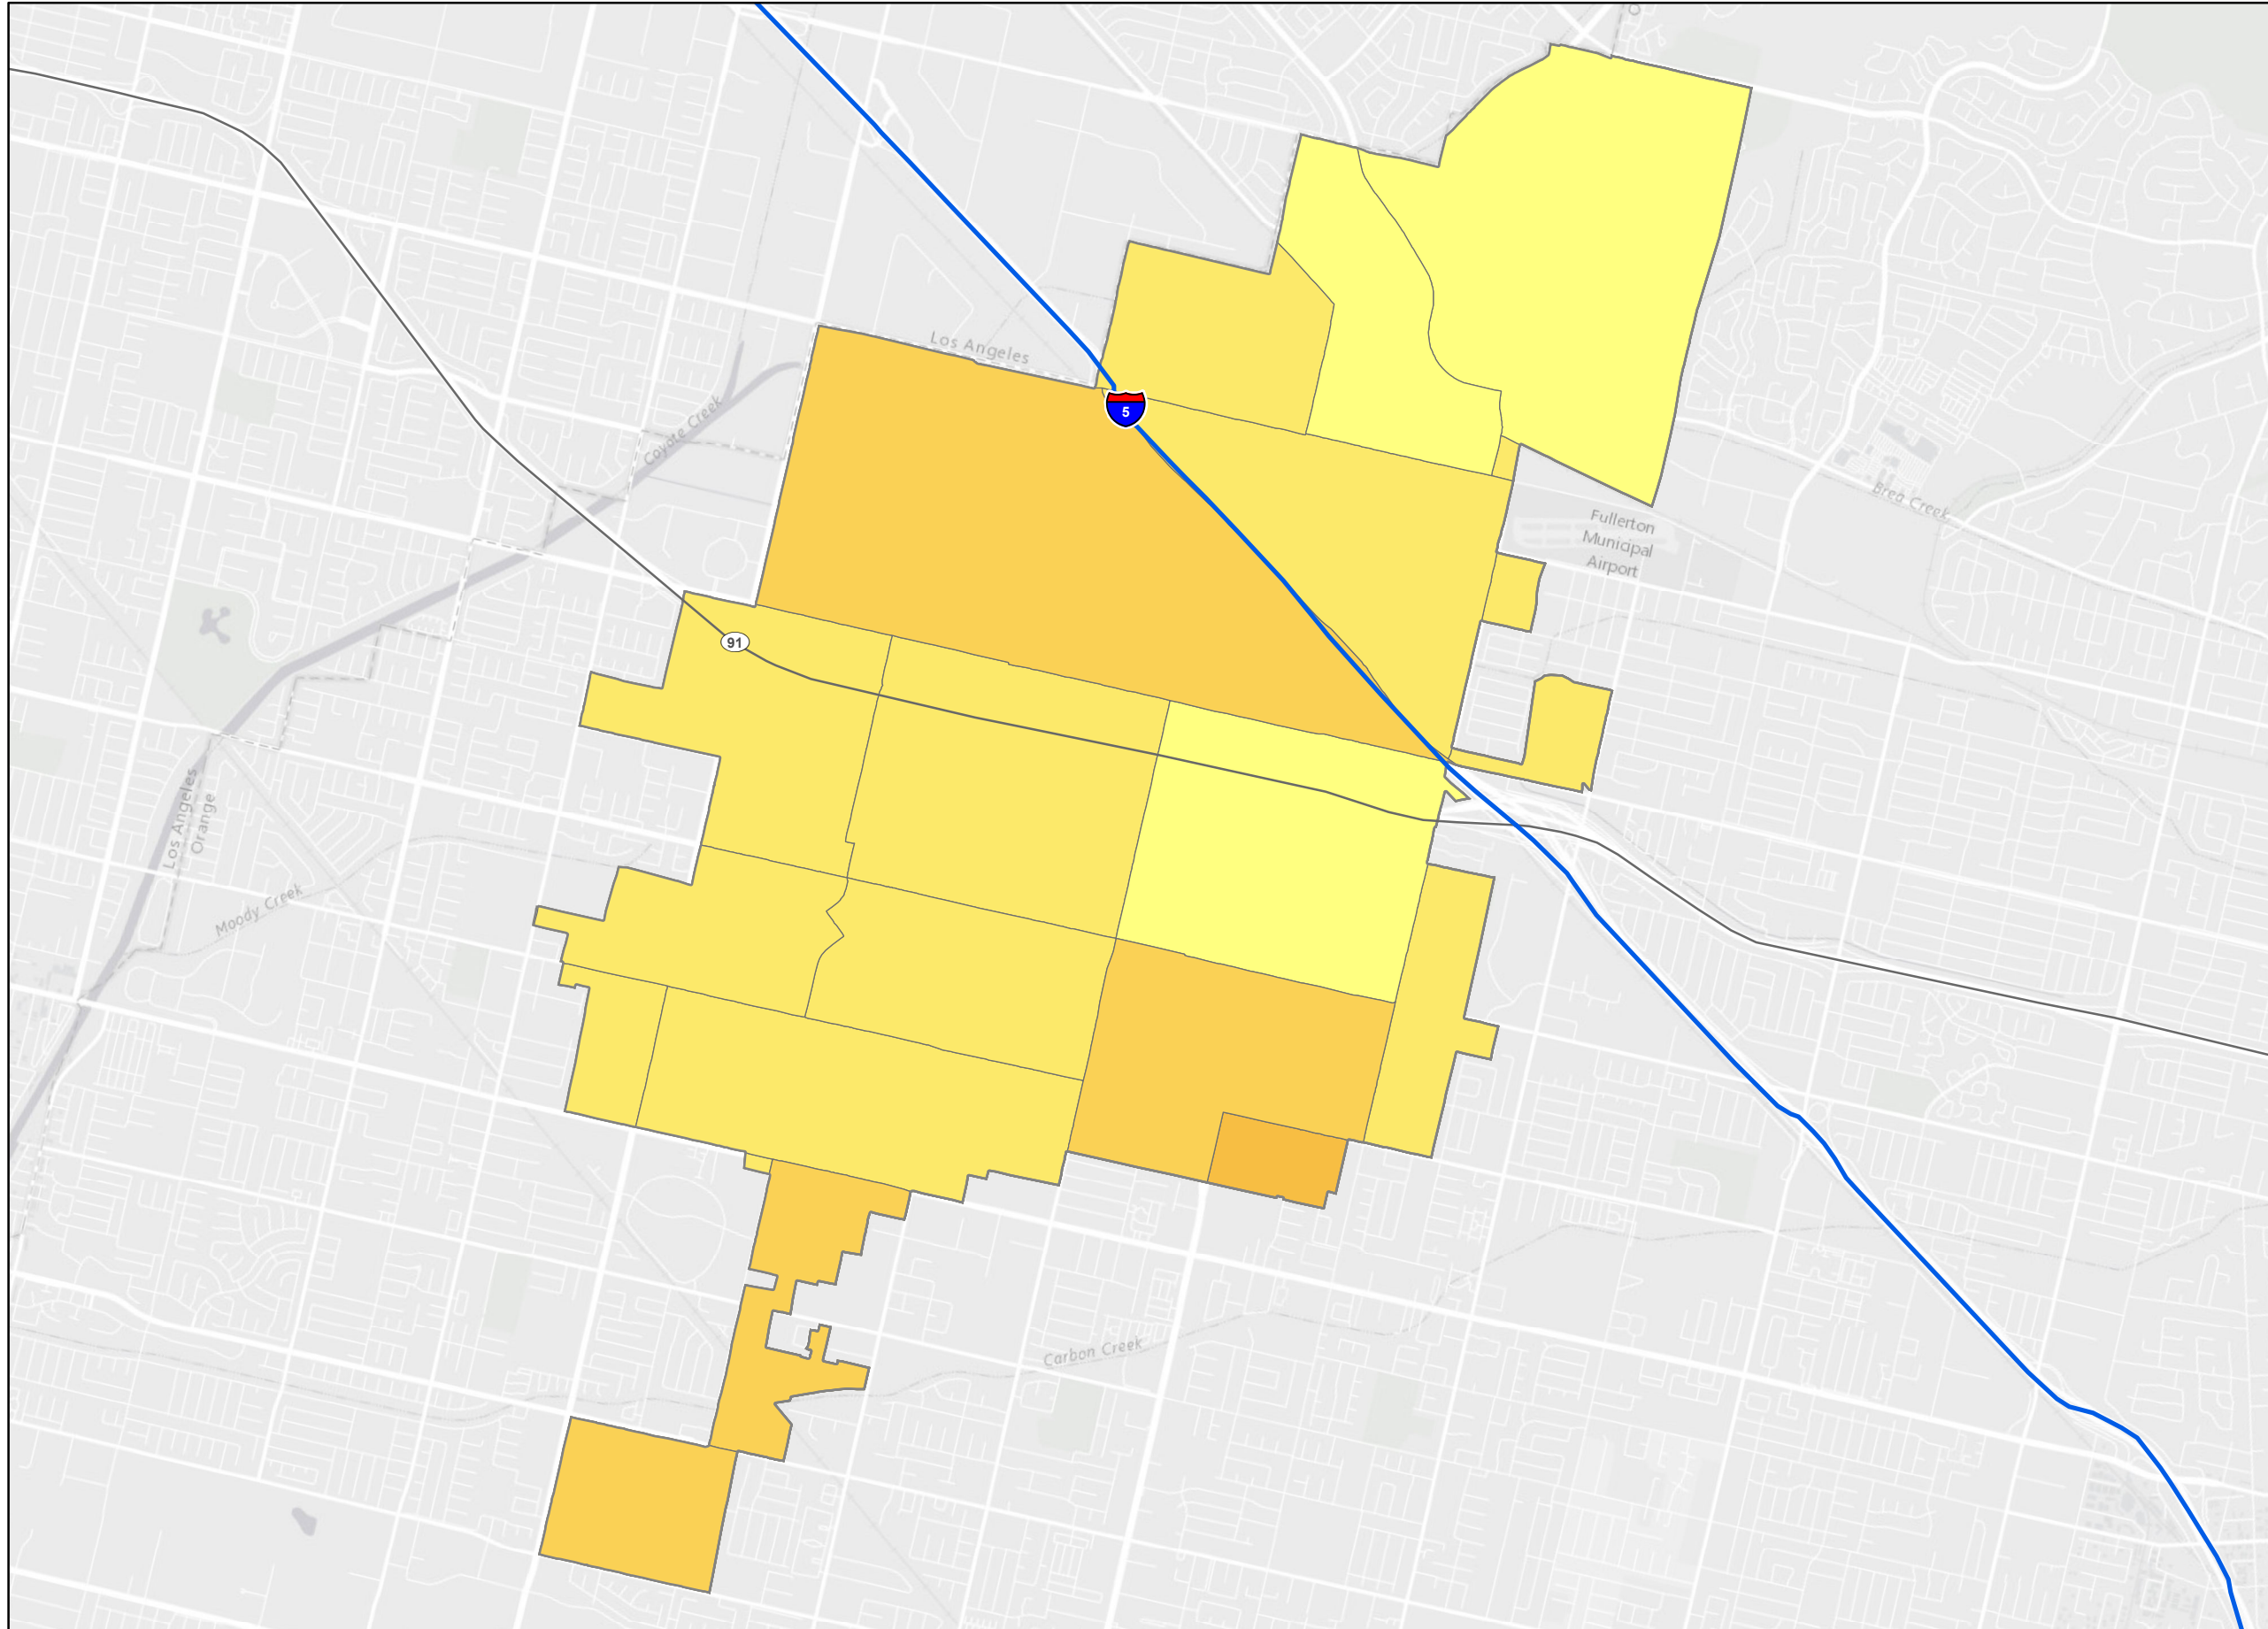 Los Angeles
5
Coyote Creek
Brea Creek
Fullerton
Municipal
Airport
91
Los Angeles
Orange
Moody Creek
Carbon Creek